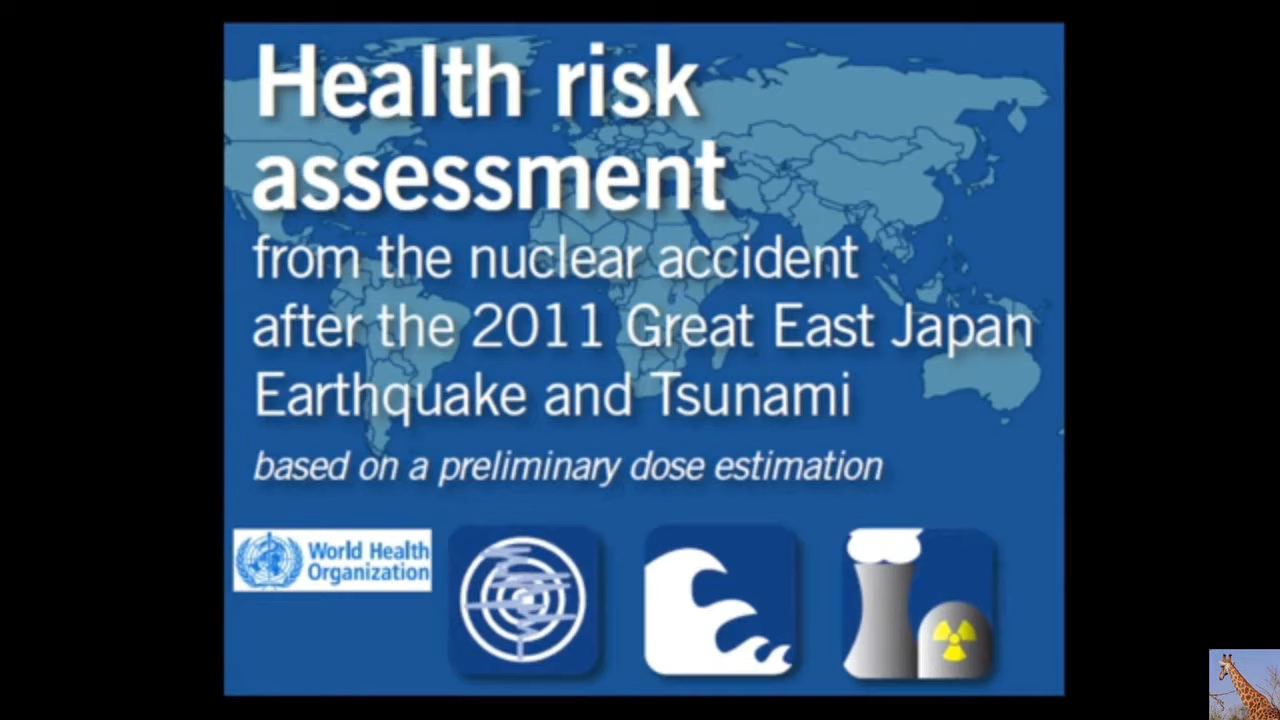 Health risk
assessment
from the nuclear accident
after the 2011 Great East Japan
Earthquake and Tsunami
based on a preliminary dose estimation
World Health
Organization